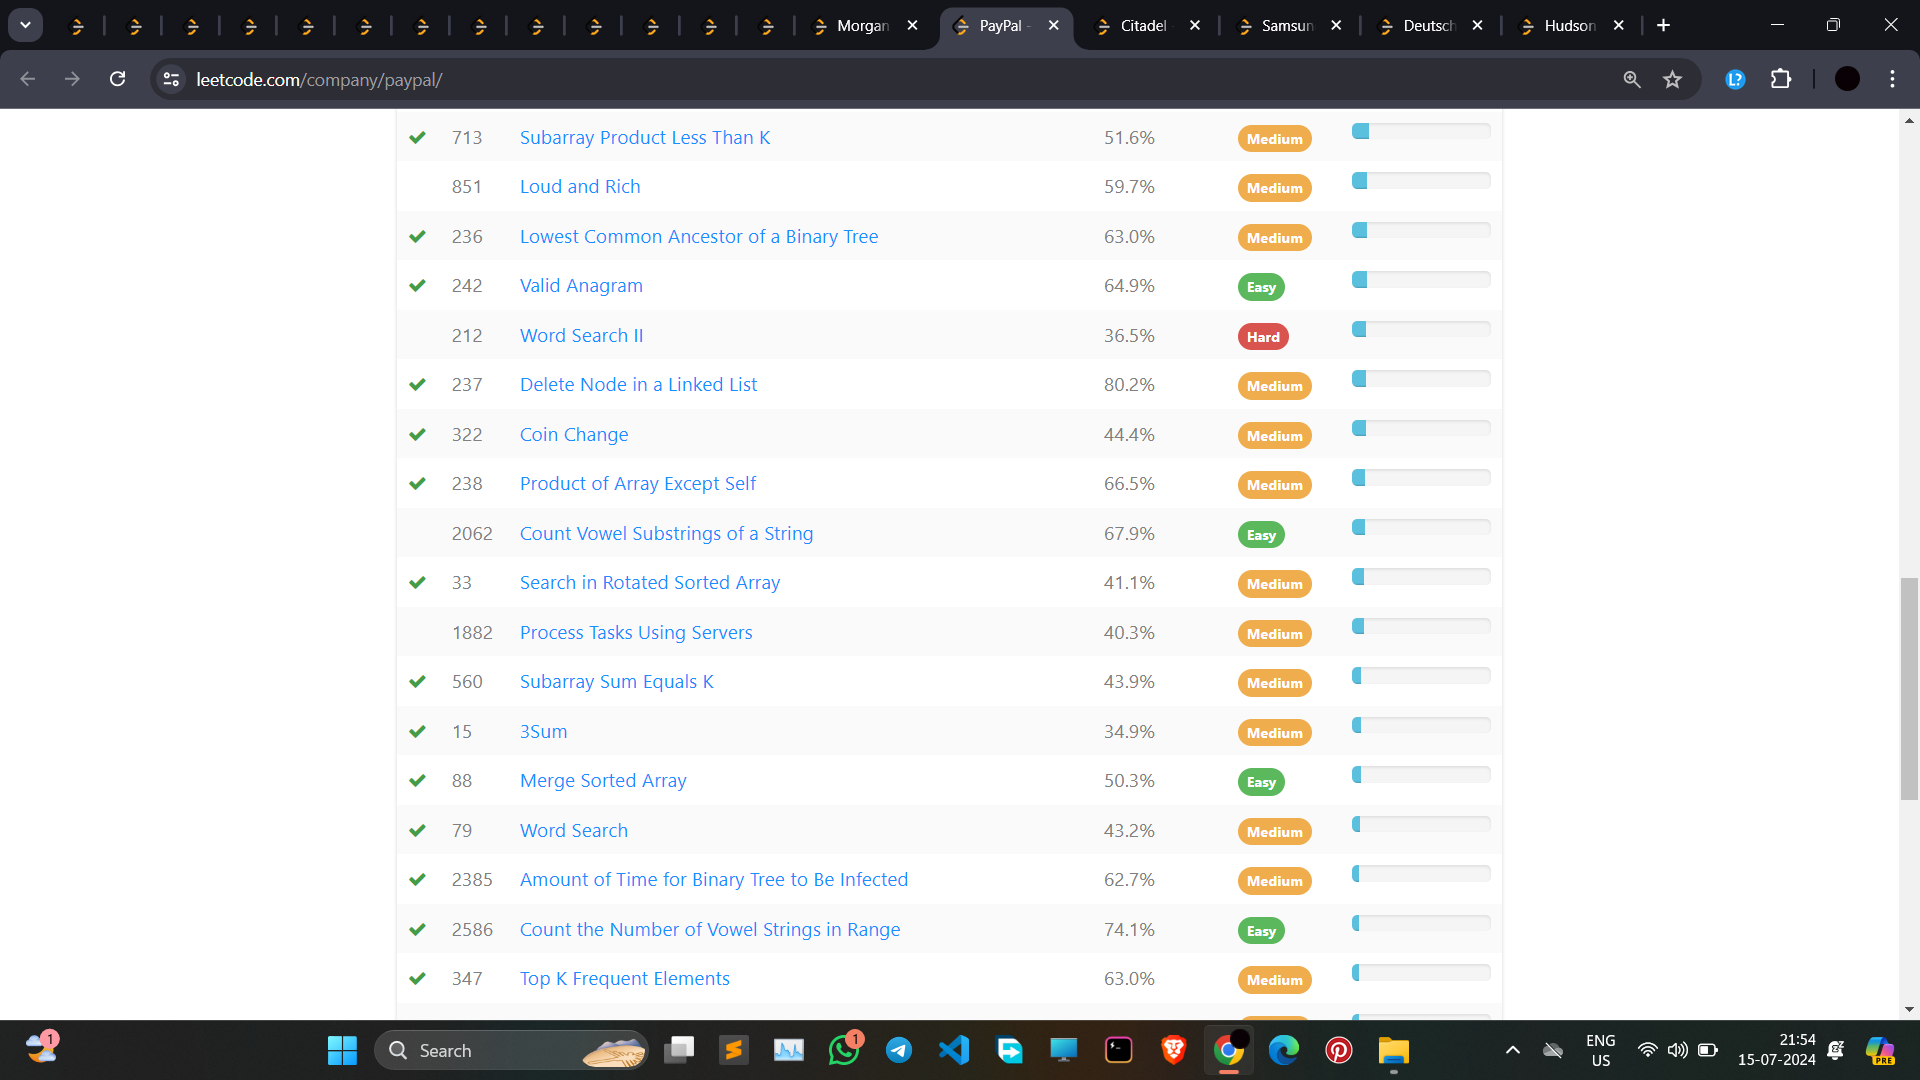 Morgan
PayPal -
Citadel
Samsun
Deutsch
Hudson
leetcode.com/company/paypal/
L?
713 Subarray Product Less Than K 51.6% Medium
851 Loud and Rich 59.7% Medium
236 Lowest Common Ancestor of a Binary Tree 63.0% Medium
242 Valid Anagram 64.9% Easy
212 Word Search II 36.5% Hard
237 Delete Node in a Linked List 80.2% Medium
322 Coin Change 44.4% Medium
238 Product of Array Except Self 66.5% Medium
2062 Count Vowel Substrings of a String 67.9% Easy
33 Search in Rotated Sorted Array 41.1% Medium
1882 Process Tasks Using Servers 40.3% Medium
560 Subarray Sum Equals K 43.9% Medium
15 3Sum 34.9% Medium
88 Merge Sorted Array 50.3% Easy
79 Word Search 43.2% Medium
2385 Amount of Time for Binary Tree to Be Infected 62.7% Medium
2586 Count the Number of Vowel Strings in Range 74.1% Easy
347 Top K Frequent Elements 63.0% Medium
1
Search
1
ENG
US
21:54
15-07-2024
PRE